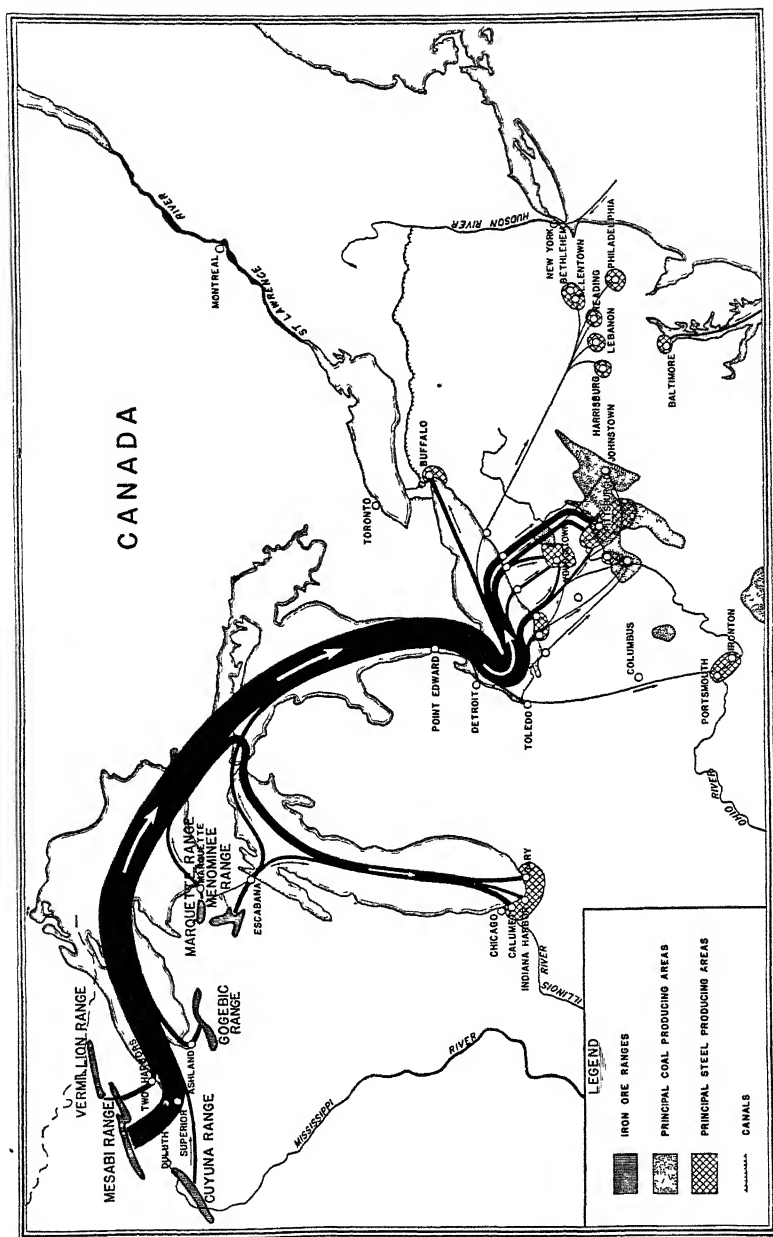 CANADA
VERMILLION RANGE
MESABI RANGE
TWO HARBORS
DULUTH
SUPERIOR
ASHLAND
CUYUNA RANGE
GOGEBIC
RANGE
MARQUETTE RANGE
MARQUETTE
MENOMINEE
RANGE
ESCABANA
MISSISSIPPI
RIVER
CHICAGO
CALUMET
INDIANA HARBOR
GARY
ILLINOIS
RIVER
MONTREAL
ST LAWRENCE
RIVER
TORONTO
BUFFALO
POINT EDWARD
DETROIT
TOLEDO
COLUMBUS
PORTSMOUTH
IRONTON
OHIO
RIVER
JOHNSTOWN
HUDSON RIVER
NEW YORK
BETHLEHEM
ALLENTOWN
READING
PHILADELPHIA
LEBANON
HARRISBURG
BALTIMORE
LEGEND
IRON ORE RANGES
PRINCIPAL COAL PRODUCING AREAS
PRINCIPAL STEEL PRODUCING AREAS
CANALS